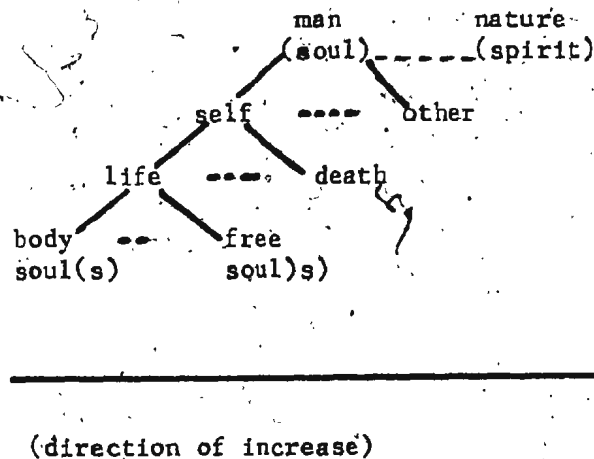 man nature
(soul) (spirit)
self other
life death
body free
soul(s) soul)s)
(direction of increase)